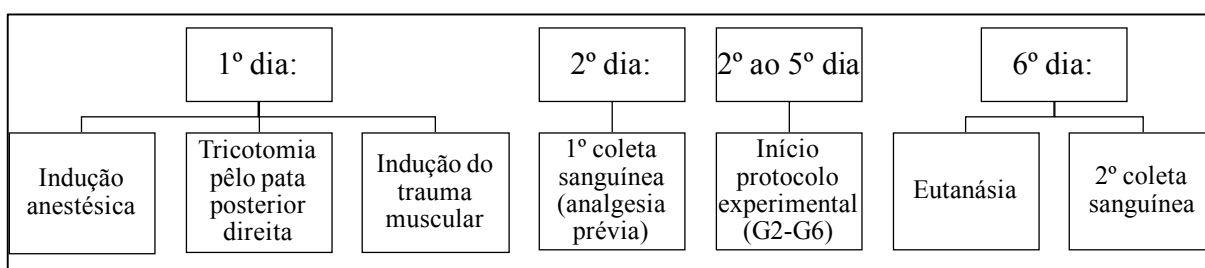 1º dia:
2º dia:
2º ao 5º dia
6º dia:
Indução
anestésica
Tricotomia
pêlo pata
posterior
direita
Indução do
trauma
muscular
1º coleta
sanguínea
(analgesia
prévia)
Início
protocolo
experimental
(G2-G6)
Eutanásia
2º coleta
sanguínea